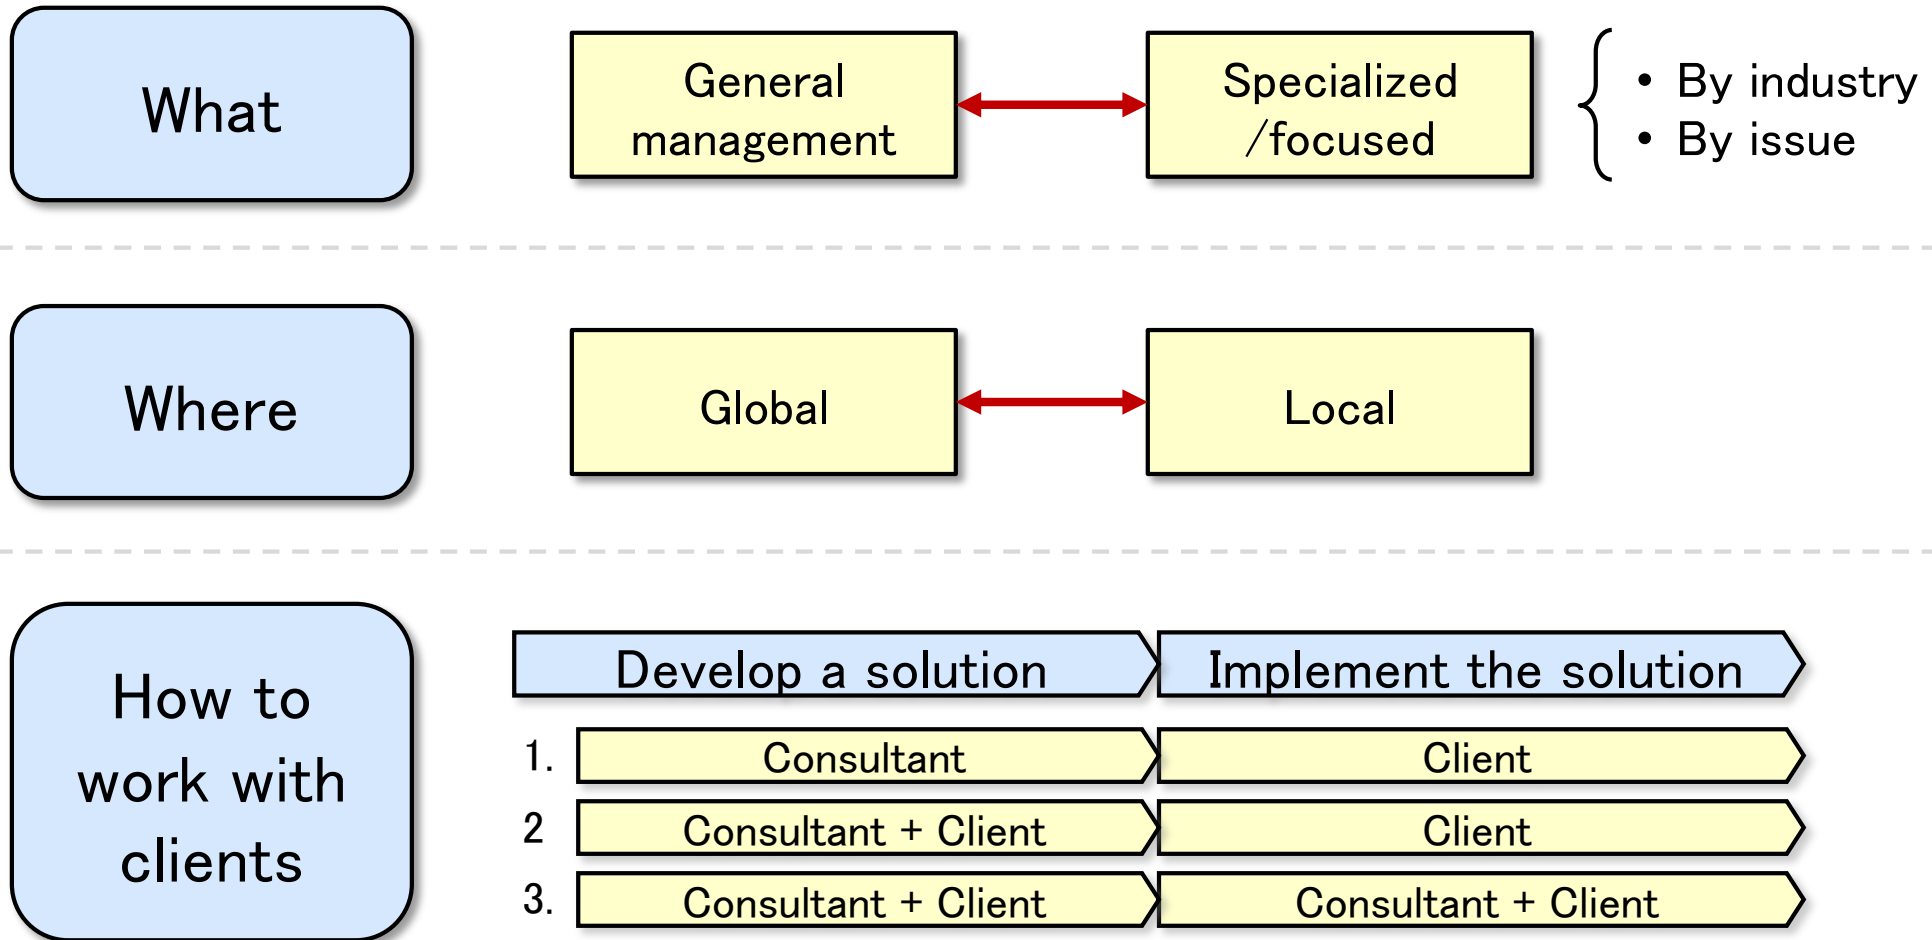 What
General
management
Specialized
/focused
• By industry
• By issue
Where
Global
Local
How to
work with
clients
Develop a solution
Implement the solution
1. Consultant
Client
2 Consultant + Client
Client
3. Consultant + Client
Consultant + Client